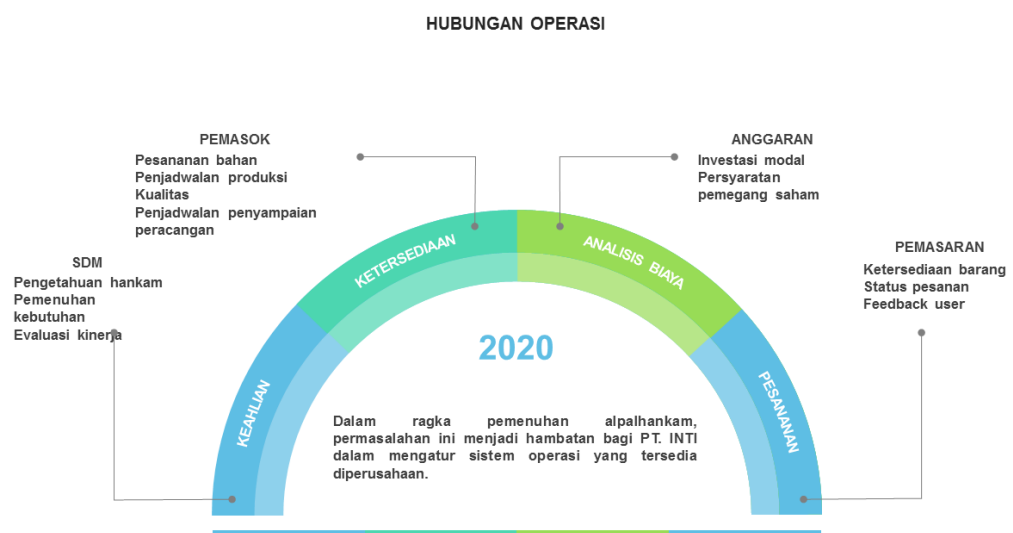 HUBUNGAN OPERASI
PEMASOK
Pesananan bahan
Penjadwalan produksi
Kualitas
Penjadwalan penyampaian
peracangan
ANGGARAN
Investasi modal
Persyaratan
pemegang saham
SDM
Pengetahuan hankam
Pemenuhan
kebutuhan
Evaluasi kinerja
PEMASARAN
Ketersediaan barang
Status pesanan
Feedback user
KEAHLIAN
KETERSEDIAAN
ANALISIS BIAYA
PESANANAN
2020
Dalam ragka pemenuhan alpalhankam,
permasalahan ini menjadi hambatan bagi PT. INTI
dalam mengatur sistem operasi yang tersedia
diperusahaan.